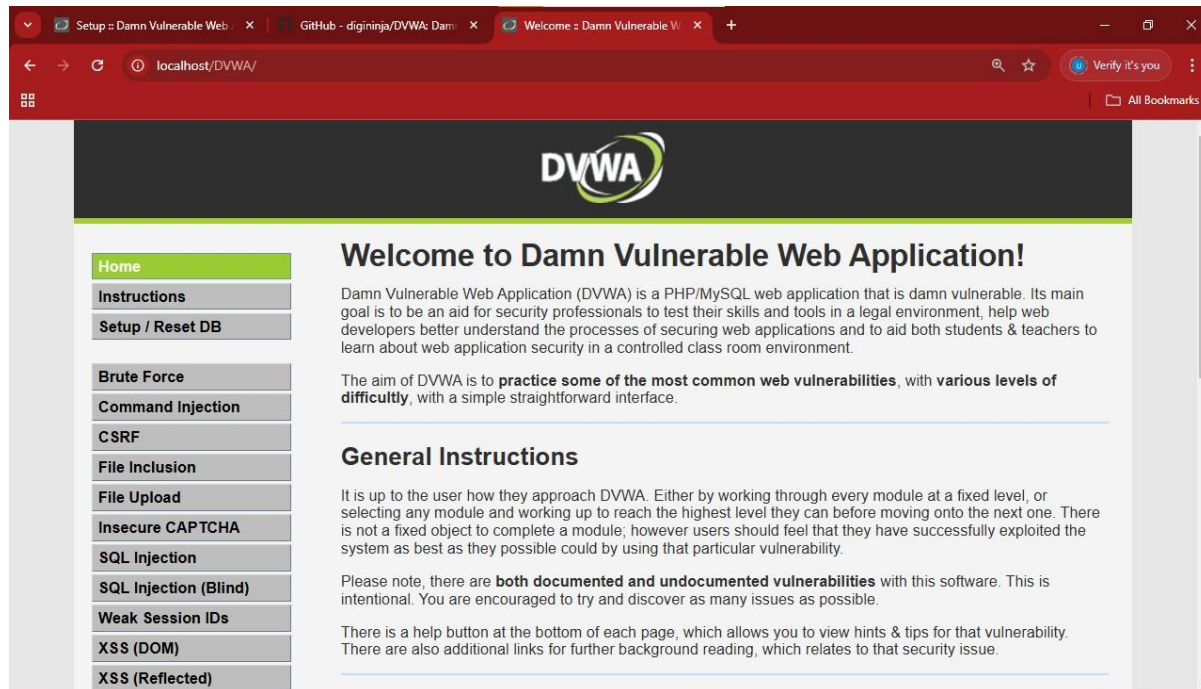 Setup :: Damn Vulnerable Web
GitHub - digininja/DVWA: Dam
Welcome :: Damn Vulnerable W
localhost/DVWA/
Verify it's you
All Bookmarks
DVWA
Home
Instructions
Setup / Reset DB
Brute Force
Command Injection
CSRF
File Inclusion
File Upload
Insecure CAPTCHA
SQL Injection
SQL Injection (Blind)
Weak Session IDs
XSS (DOM)
XSS (Reflected)
Welcome to Damn Vulnerable Web Application!
Damn Vulnerable Web Application (DVWA) is a PHP/MySQL web application that is damn vulnerable. Its main
goal is to be an aid for security professionals to test their skills and tools in a legal environment, help web
developers better understand the processes of securing web applications and to aid both students & teachers to
learn about web application security in a controlled class room environment.
The aim of DVWA is to practice some of the most common web vulnerabilities, with various levels of
difficultly, with a simple straightforward interface.
General Instructions
It is up to the user how they approach DVWA. Either by working through every module at a fixed level, or
selecting any module and working up to reach the highest level they can before moving onto the next one. There
is not a fixed object to complete a module; however users should feel that they have successfully exploited the
system as best as they possible could by using that particular vulnerability.
Please note, there are both documented and undocumented vulnerabilities with this software. This is
intentional. You are encouraged to try and discover as many issues as possible.
There is a help button at the bottom of each page, which allows you to view hints & tips for that vulnerability.
There are also additional links for further background reading, which relates to that security issue.